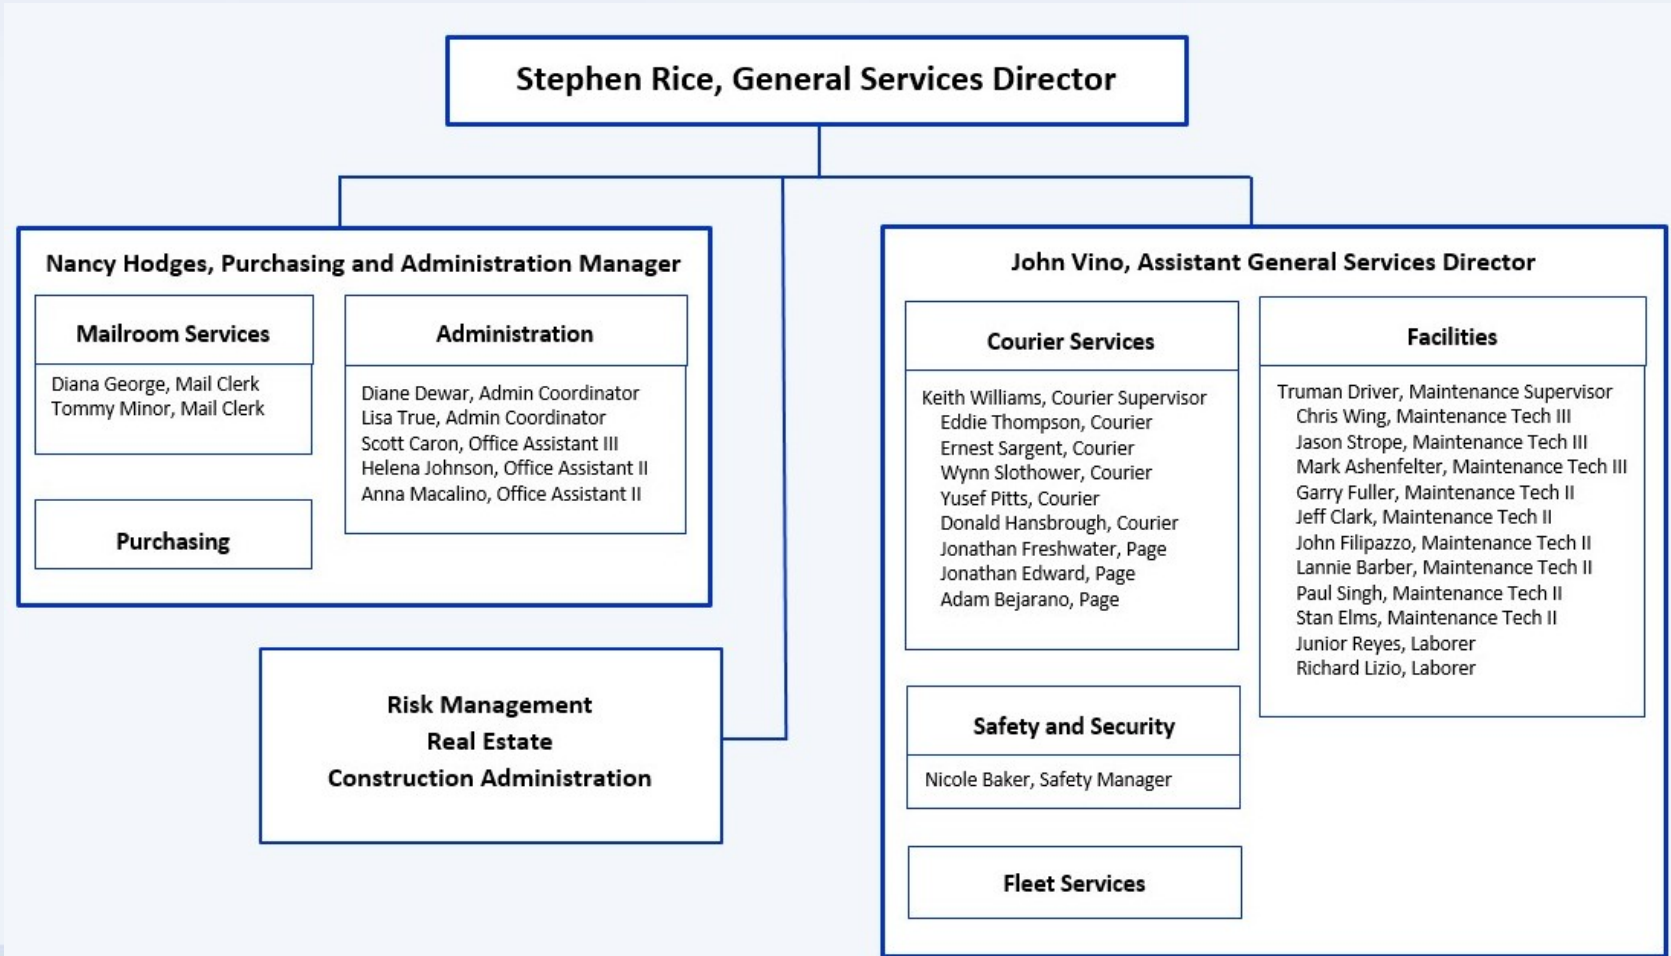 Stephen Rice, General Services Director
Nancy Hodges, Purchasing and Administration Manager
Mailroom Services
Diana George, Mail Clerk
Tommy Minor, Mail Clerk
Purchasing
Administration
Diane Dewar, Admin Coordinator
Lisa True, Admin Coordinator
Scott Caron, Office Assistant III
Helena Johnson, Office Assistant II
Anna Macalino, Office Assistant II
Risk Management
Real Estate
Construction Administration
John Vino, Assistant General Services Director
Courier Services
Keith Williams, Courier Supervisor
Eddie Thompson, Courier
Ernest Sargent, Courier
Wynn Slothower, Courier
Yusef Pitts, Courier
Donald Hansbrough, Courier
Jonathan Freshwater, Page
Jonathan Edward, Page
Adam Bejarano, Page
Safety and Security
Nicole Baker, Safety Manager
Fleet Services
Facilities
Truman Driver, Maintenance Supervisor
Chris Wing, Maintenance Tech III
Jason Strope, Maintenance Tech III
Mark Ashenfelter, Maintenance Tech III
Garry Fuller, Maintenance Tech II
Jeff Clark, Maintenance Tech II
John Filipazzo, Maintenance Tech II
Lannie Barber, Maintenance Tech II
Paul Singh, Maintenance Tech II
Stan Elms, Maintenance Tech II
Junior Reyes, Laborer
Richard Lizio, Laborer